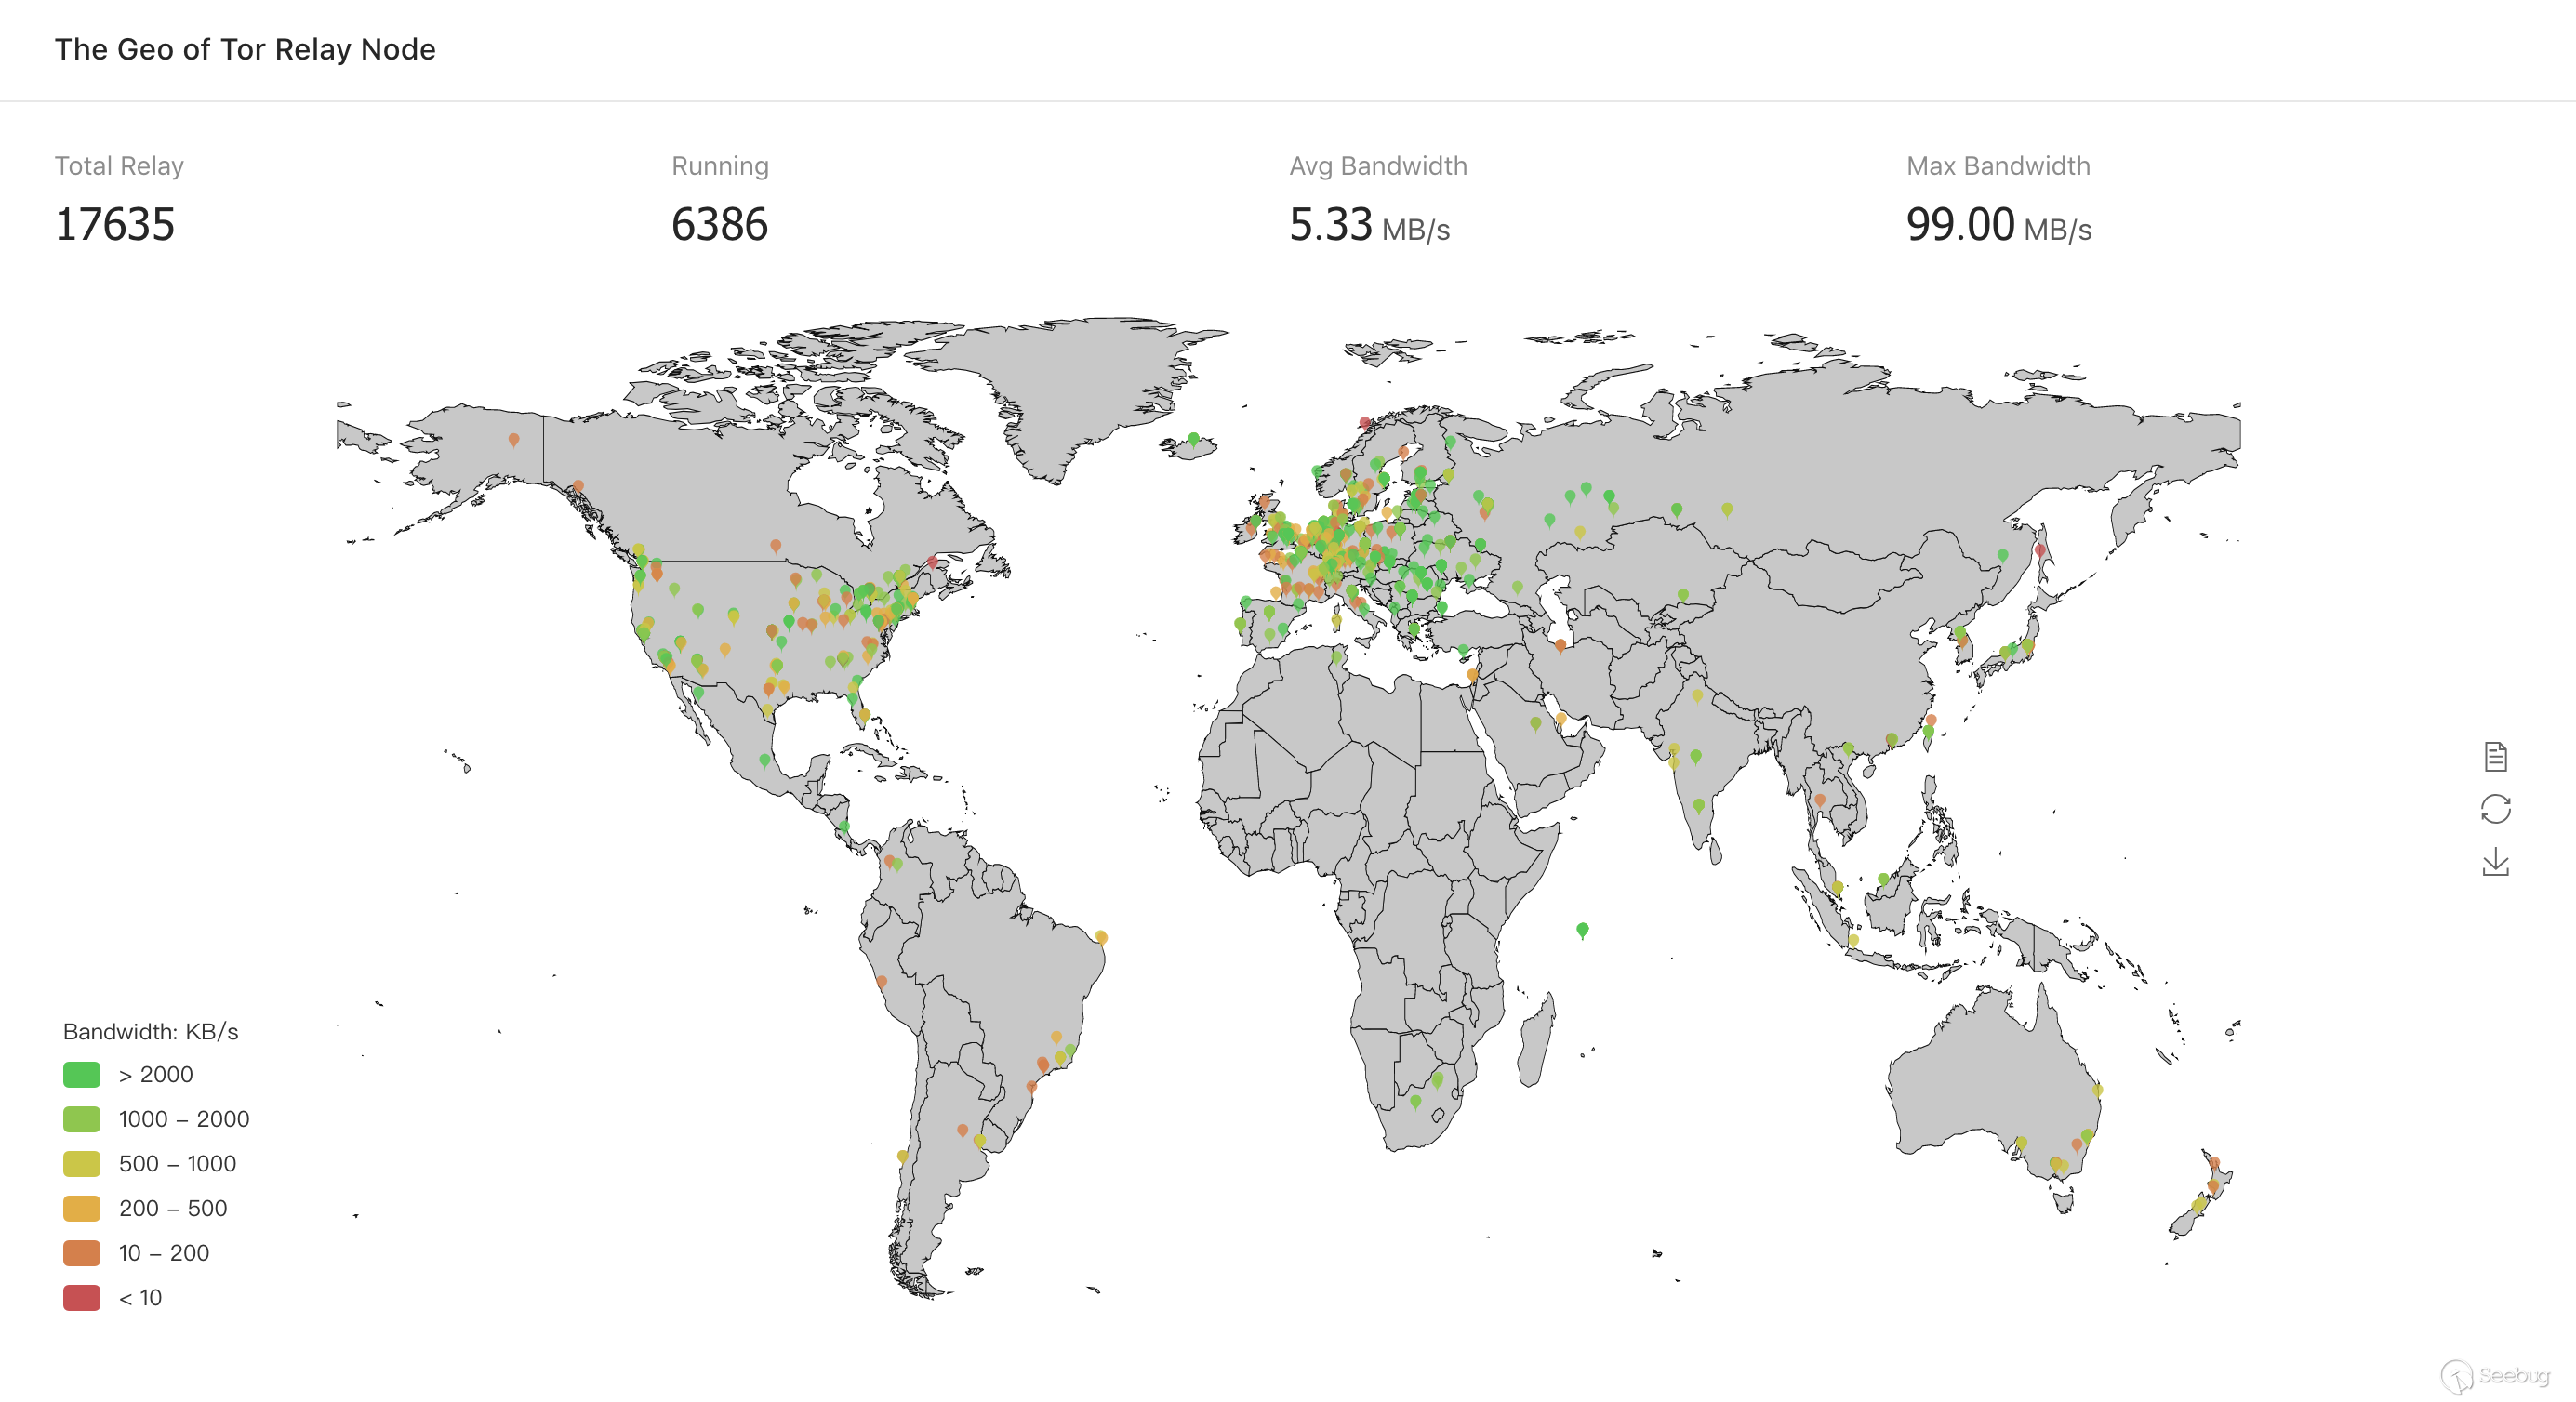 The Geo of Tor Relay Node
Total Relay
17635
Running
6386
Avg Bandwidth
5.33 MB/s
Max Bandwidth
99.00 MB/s
Bandwidth: KB/s
> 2000
1000 – 2000
500 – 1000
200 – 500
10 – 200
< 10
Seebug